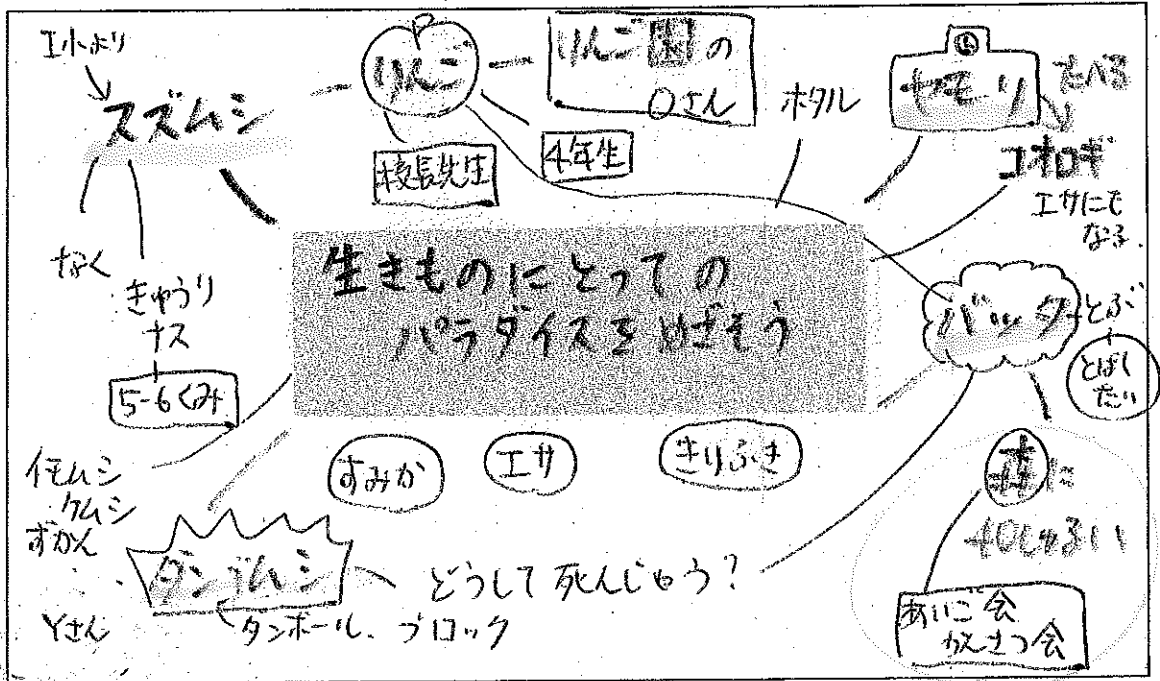 スズムシ
りんご
りんご園の
Oさん
校長先生
4年生
ホタル
ヤモリ
たべる
コオロギ
エサにも
なる.
なく
きゅうり
ナス
5-6くみ
生きものにとっての
パラダイスをめざそう
バッタ
とぶ
とばし
たい
すみか
エサ
きりふき
イモムシ
ケムシ
ずかん
ダンゴムシ
どうして死んじゃう?
Yさん
ダンボール、ブロック
森に
40しゅるい
あいご会
かんさつ会